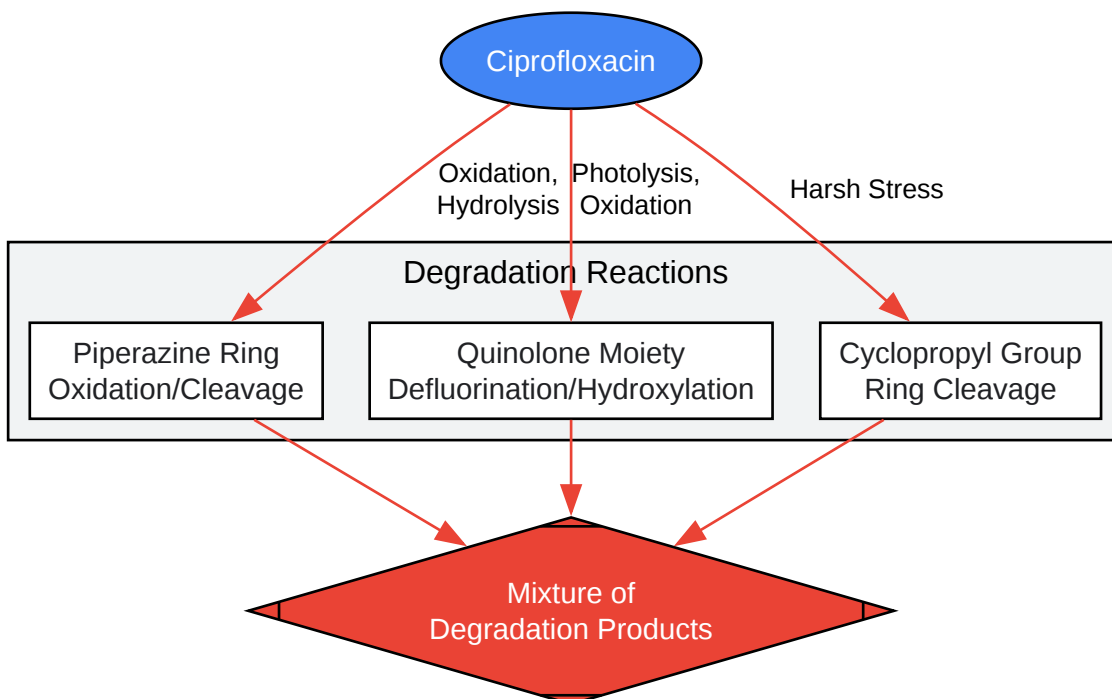 Ciprofloxacin
Oxidation,
Hydrolysis
Photolysis,
Oxidation
Harsh Stress
Degradation Reactions
Piperazine Ring
Oxidation/Cleavage
Quinolone Moiety
Defluorination/Hydroxylation
Cyclopropyl Group
Ring Cleavage
Mixture of
Degradation Products